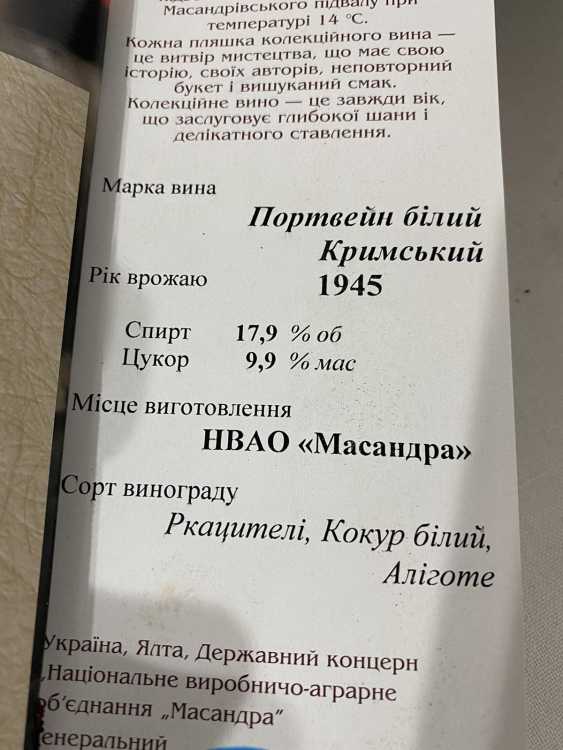 Масандрівського підвалу при
температурі 14 °С.
Кожна пляшка колекційного вина —
це витвір мистецтва, що має свою
історію, своїх авторів, неповторний
букет і вишуканий смак.
Колекційне вино — це завжди вік,
що заслуговує глибокої шани і
делікатного ставлення.
Марка вина
Портвейн білий
Кримський
Рік врожаю 1945
Спирт 17,9 % об
Цукор 9,9 % мас
Місце виготовлення
НВАО «Масандра»
Сорт винограду
Ркацителі, Кокур білий,
Аліготе
Україна, Ялта, Державний концерн
„Національне виробничо-аграрне
об‘єднання „Масандра”
енеральний